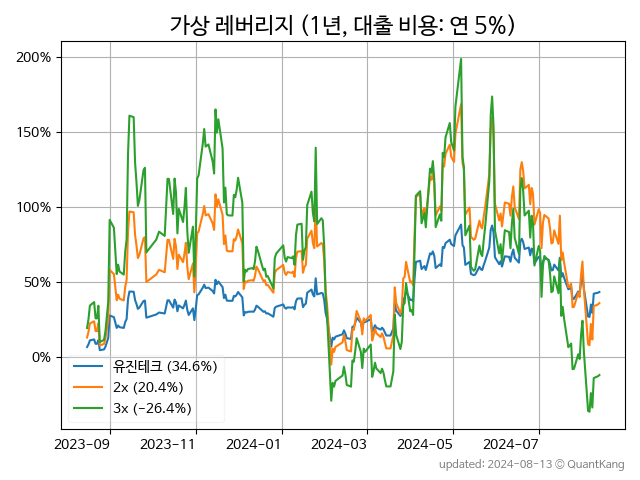 가상 레버리지 (1년, 대출 비용: 연 5%)
200%
150%
100%
50%
0%
유진테크 (34.6%)
2x (20.4%)
3x (-26.4%)
2023-09 2023-11 2024-01 2024-03 2024-05 2024-07
updated: 2024-08-13 © QuantKang